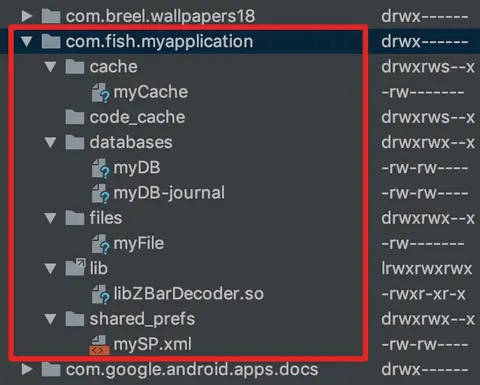 com.breel.wallpapers18 drwx------
com.fish.myapplication drwx------
cache drwxrws--x
myCache -rw-------
code_cache drwxrws--x
databases drwxrwx--x
myDB -rw-rw----
myDB-journal -rw-rw----
files drwxrwx--x
myFile -rw-------
lib lrwxrwxrwx
libZBarDecoder.so -rwxr-xr-x
shared_prefs drwxrwx--x
mySP.xml -rw-rw----
com.google.android.apps.docs drwx------